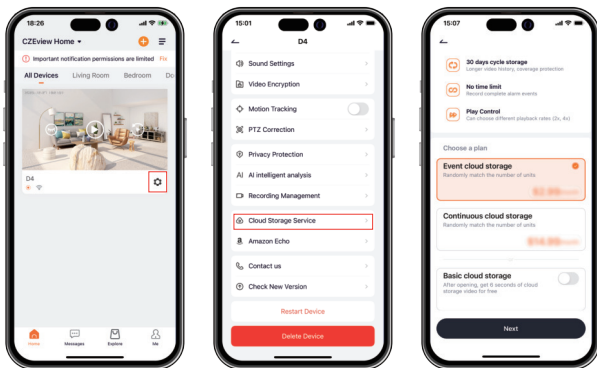 18:26
CZEview Home
Important notification permissions are limited Fix
All Devices Living Room Bedroom
D4
Home Messages Explore Me
15:01
D4
Sound Settings
Video Encryption
Motion Tracking
PTZ Correction
Privacy Protection
AI AI intelligent analysis
Recording Management
Cloud Storage Service
Amazon Echo
Contact us
Check New Version
Restart Device
Delete Device
15:07
30 days cycle storage
Longer video history, coverage protection
No time limit
Record complete alarm events
Play Control
Can choose different playback rates (2x, 4x)
Choose a plan
Event cloud storage
Randomly match the number of units
Continuous cloud storage
Randomly match the number of units
Basic cloud storage
After opening, get 6 seconds of cloud
storage video for free
Next